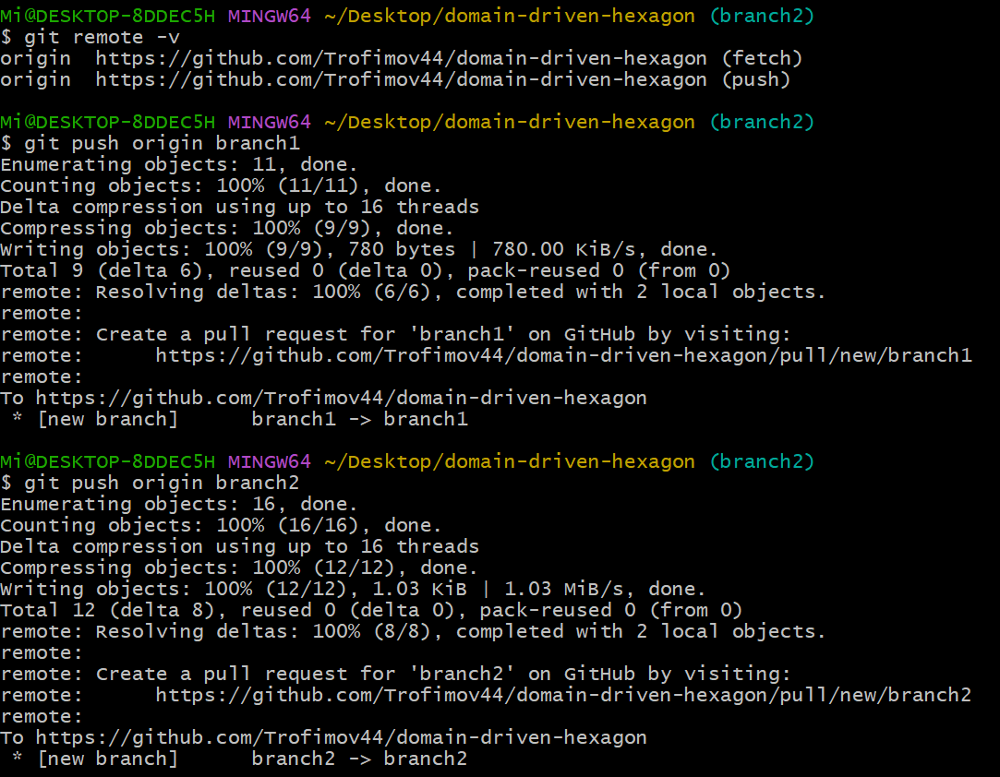 Mi@DESKTOP-8DDEC5H MINGW64 ~/Desktop/domain-driven-hexagon (branch2)
$ git remote -v
origin  https://github.com/Trofimov44/domain-driven-hexagon (fetch)
origin  https://github.com/Trofimov44/domain-driven-hexagon (push)

Mi@DESKTOP-8DDEC5H MINGW64 ~/Desktop/domain-driven-hexagon (branch2)
$ git push origin branch1
Enumerating objects: 11, done.
Counting objects: 100% (11/11), done.
Delta compression using up to 16 threads
Compressing objects: 100% (9/9), done.
Writing objects: 100% (9/9), 780 bytes | 780.00 KiB/s, done.
Total 9 (delta 6), reused 0 (delta 0), pack-reused 0 (from 0)
remote: Resolving deltas: 100% (6/6), completed with 2 local objects.
remote:
remote: Create a pull request for 'branch1' on GitHub by visiting:
remote:      https://github.com/Trofimov44/domain-driven-hexagon/pull/new/branch1
remote:
To https://github.com/Trofimov44/domain-driven-hexagon
 * [new branch]      branch1 -> branch1

Mi@DESKTOP-8DDEC5H MINGW64 ~/Desktop/domain-driven-hexagon (branch2)
$ git push origin branch2
Enumerating objects: 16, done.
Counting objects: 100% (16/16), done.
Delta compression using up to 16 threads
Compressing objects: 100% (12/12), done.
Writing objects: 100% (12/12), 1.03 KiB | 1.03 MiB/s, done.
Total 12 (delta 8), reused 0 (delta 0), pack-reused 0 (from 0)
remote: Resolving deltas: 100% (8/8), completed with 2 local objects.
remote:
remote: Create a pull request for 'branch2' on GitHub by visiting:
remote:      https://github.com/Trofimov44/domain-driven-hexagon/pull/new/branch2
remote:
To https://github.com/Trofimov44/domain-driven-hexagon
 * [new branch]      branch2 -> branch2